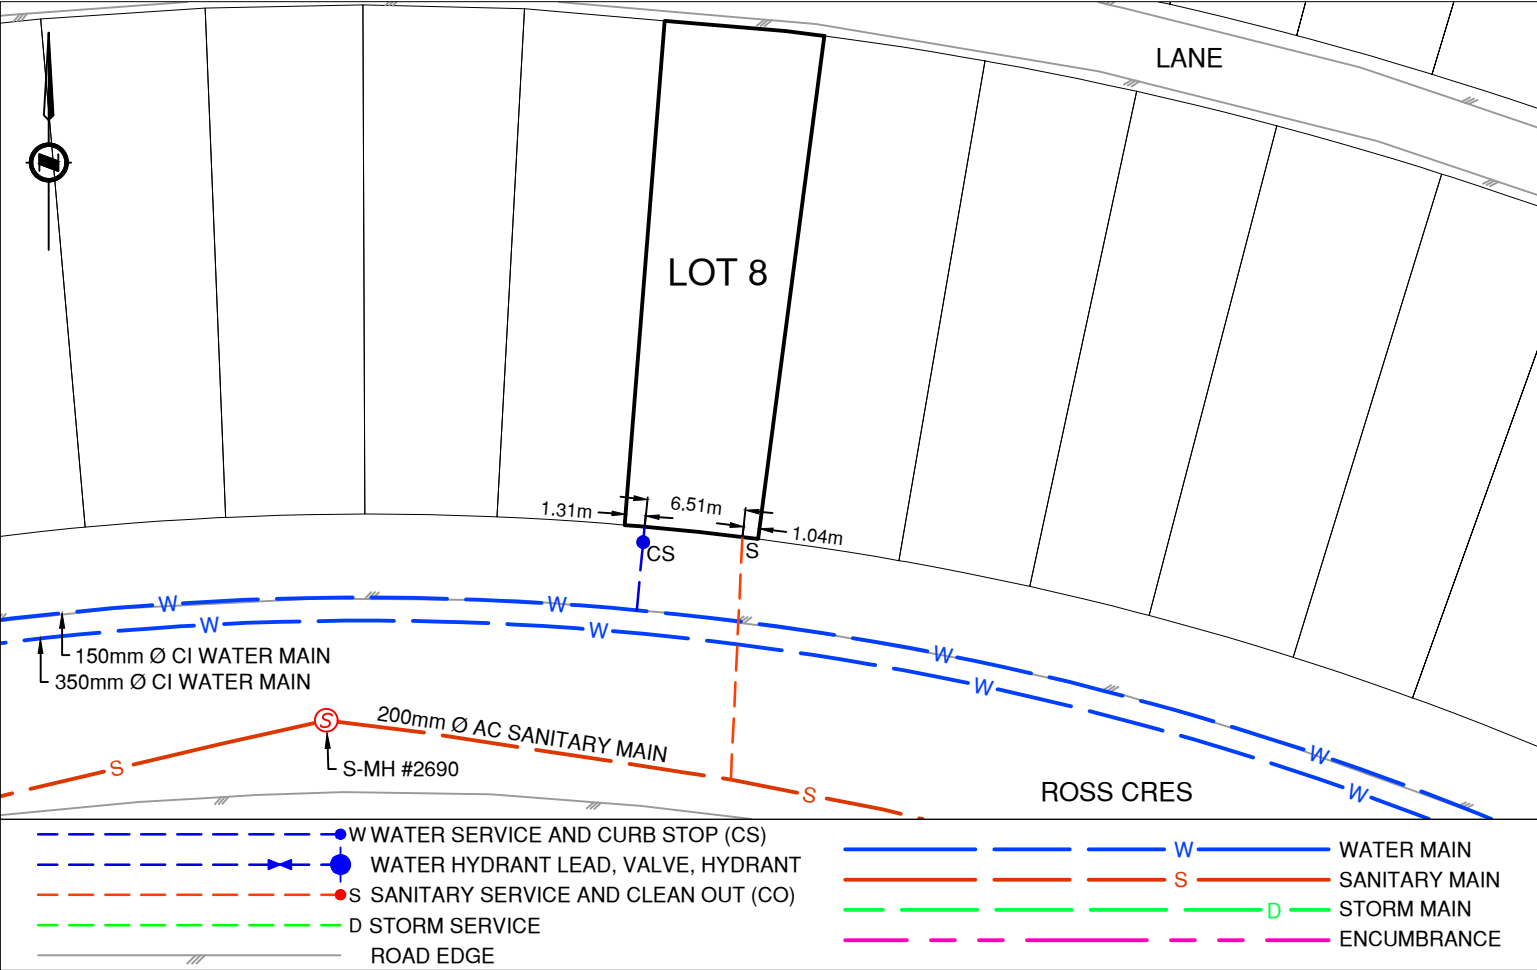 LANE
LOT 8
1.31m
6.51m
1.04m
CS
S
W
W
W
W
W
W
W
W
150mm Ø CI WATER MAIN
350mm Ø CI WATER MAIN
S
200mm Ø AC SANITARY MAIN
S-MH #2690
S
S
ROSS CRES
W WATER SERVICE AND CURB STOP (CS)
WATER HYDRANT LEAD, VALVE, HYDRANT
S SANITARY SERVICE AND CLEAN OUT (CO)
D STORM SERVICE
ROAD EDGE
W WATER MAIN
S SANITARY MAIN
D STORM MAIN
ENCUMBRANCE